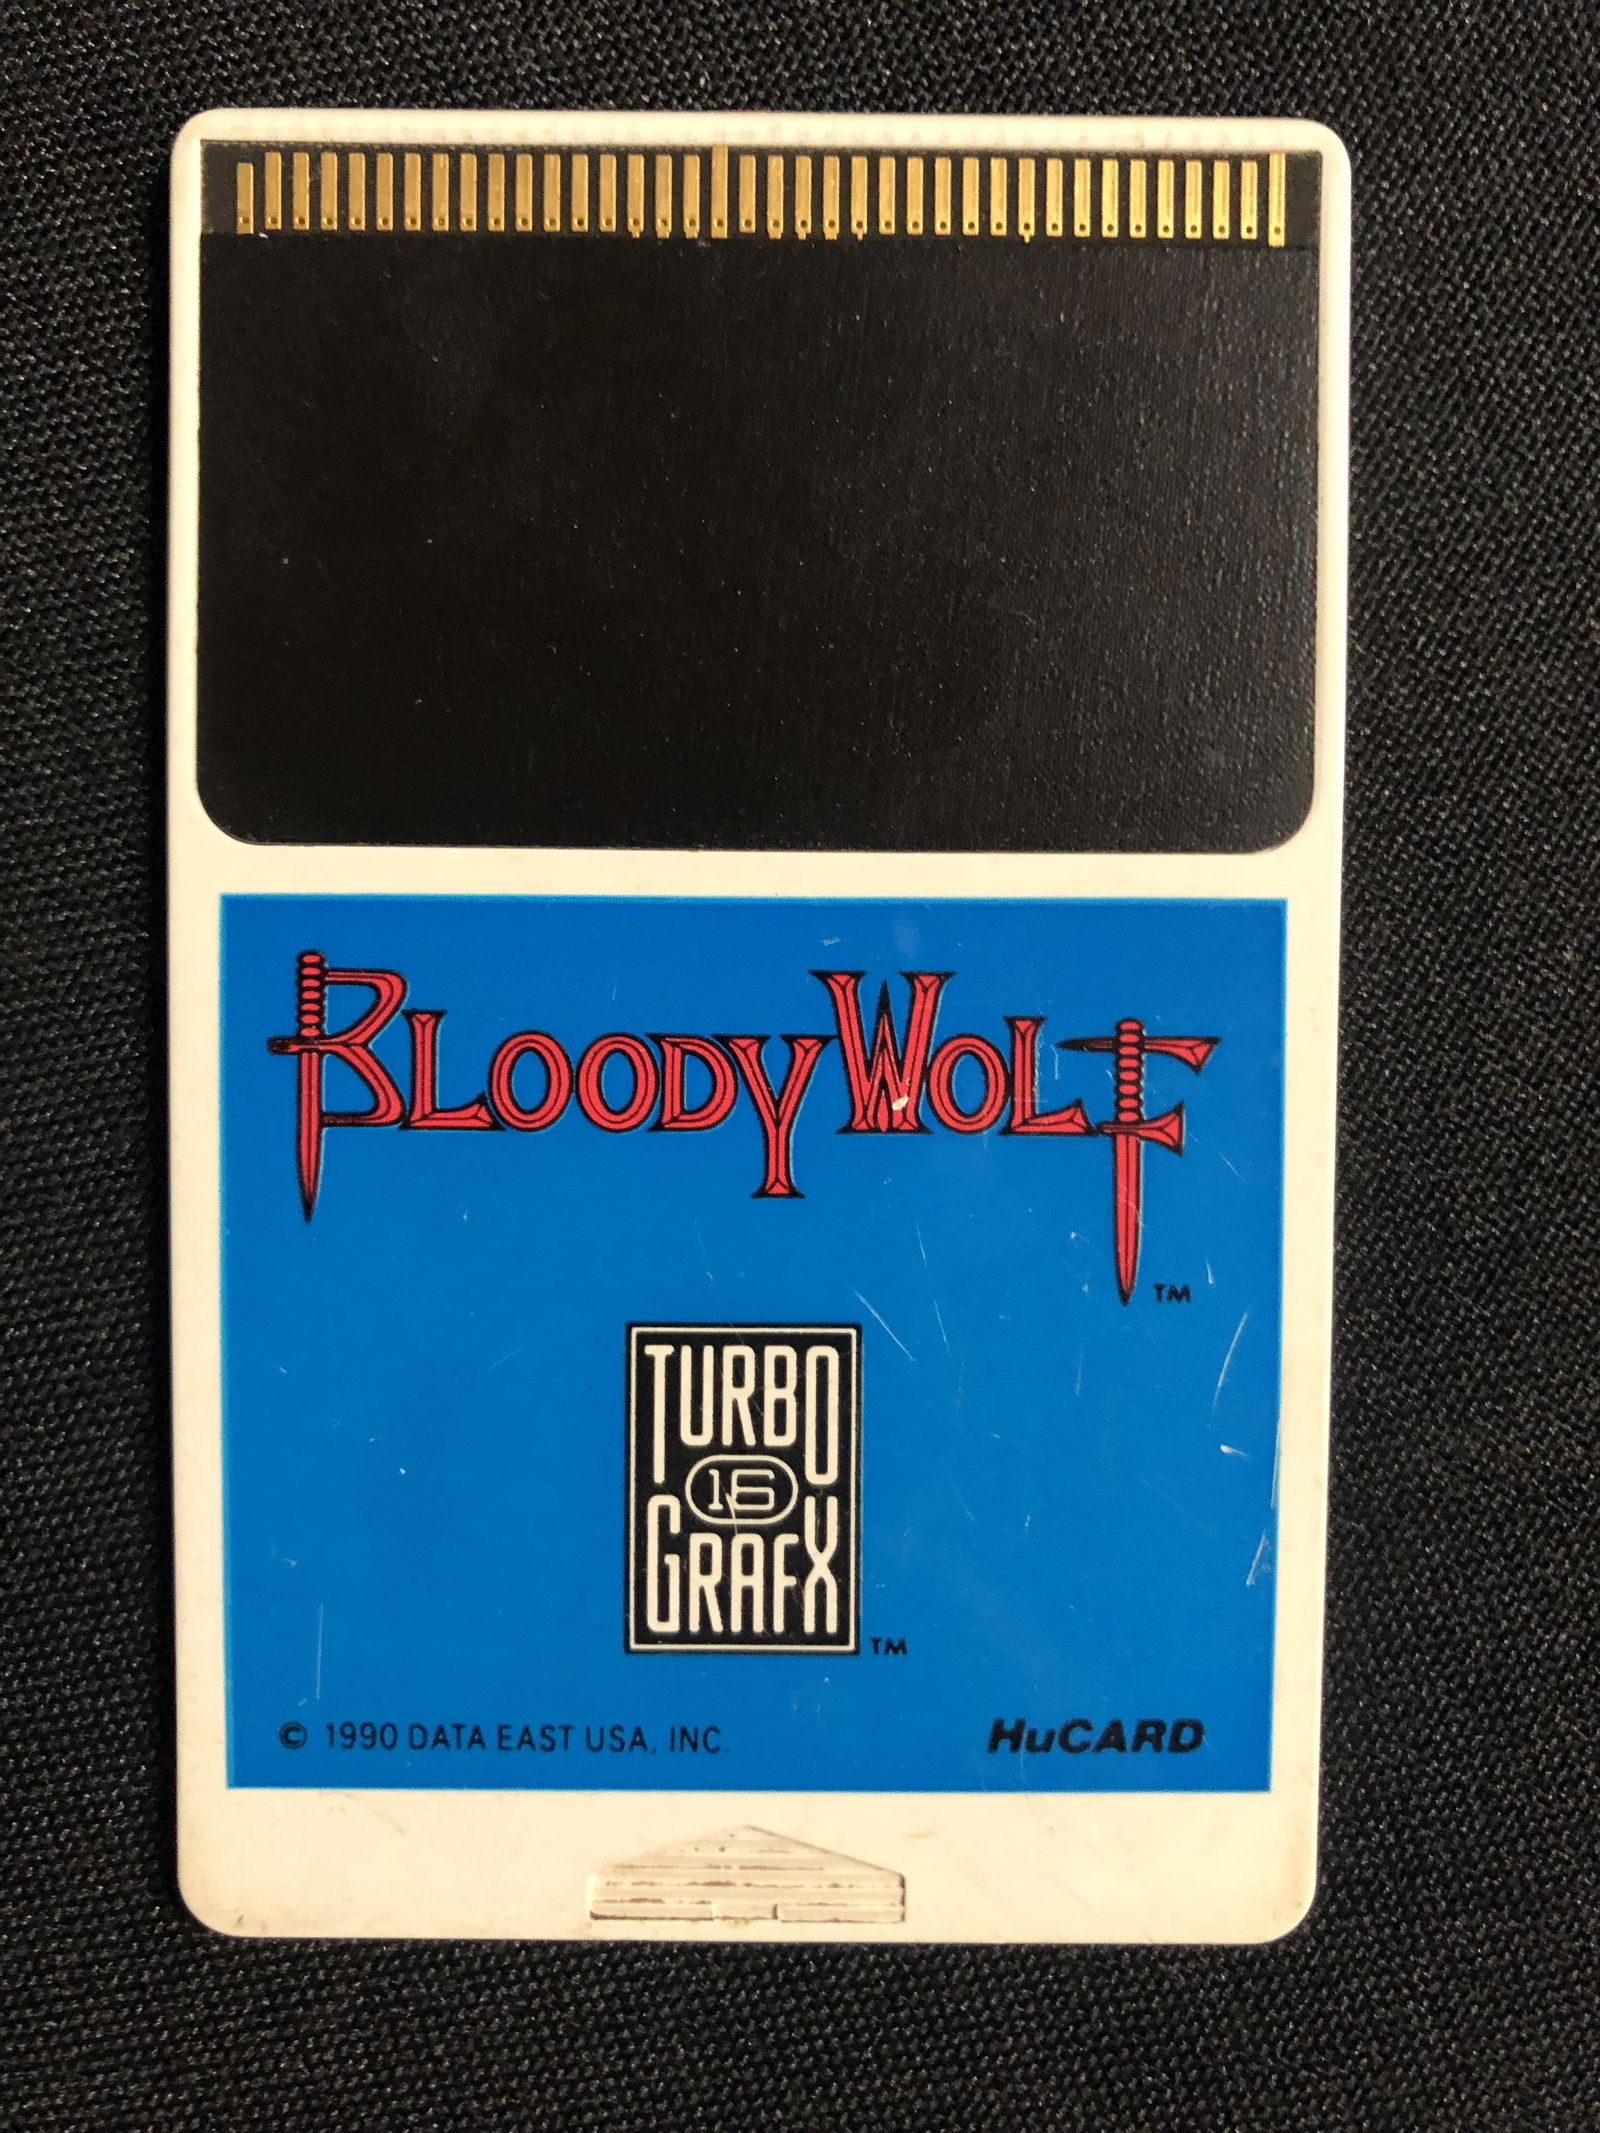 BLOODY WOLF
TM
TURBO
16
GRAFX
TM
© 1990 DATA EAST USA, INC.
HuCARD